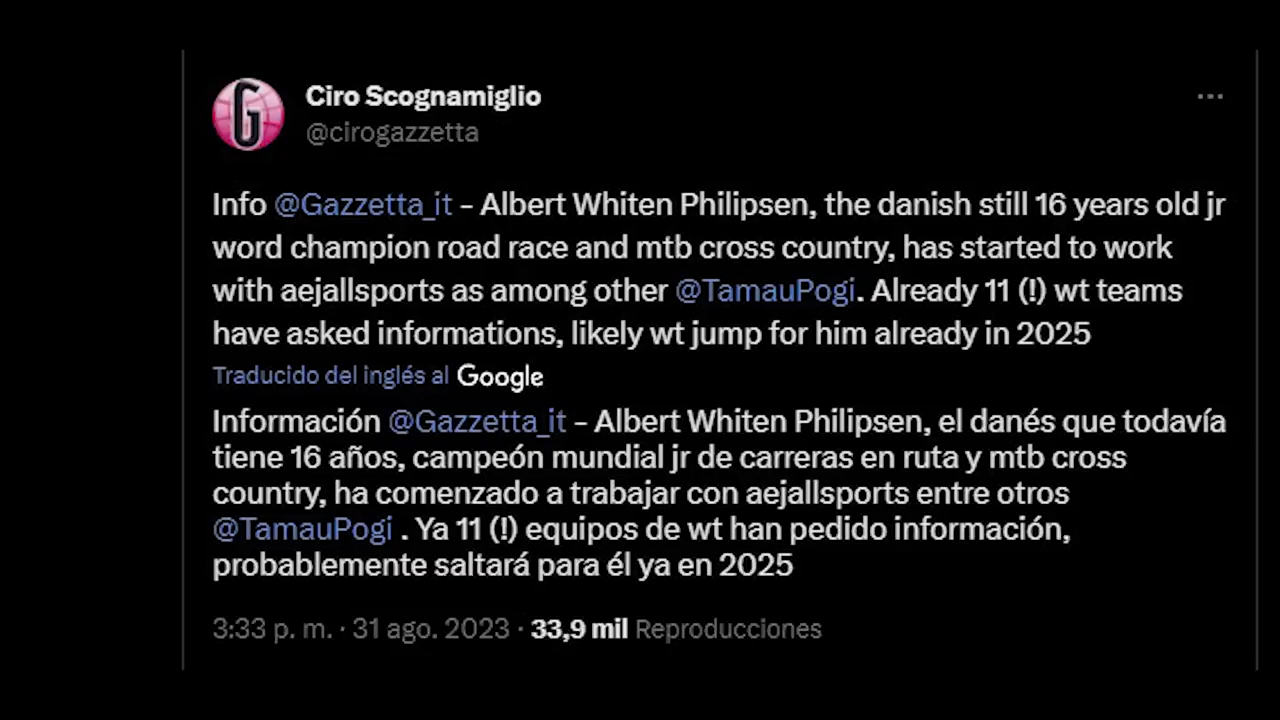 Ciro Scognamiglio
@cirogazzetta
Info @Gazzetta_it – Albert Whiten Philipsen, the danish still 16 years old jr
word champion road race and mtb cross country, has started to work
with aejallsports as among other @TamauPogi. Already 11 (!) wt teams
have asked informations, likely wt jump for him already in 2025
Traducido del inglés al Google
Información @Gazzetta_it – Albert Whiten Philipsen, el danés que todavía
tiene 16 años, campeón mundial jr de carreras en ruta y mtb cross
country, ha comenzado a trabajar con aejallsports entre otros
@TamauPogi . Ya 11 (!) equipos de wt han pedido información,
probablemente saltará para él ya en 2025
3:33 p. m. · 31 ago. 2023 · 33,9 mil Reproducciones